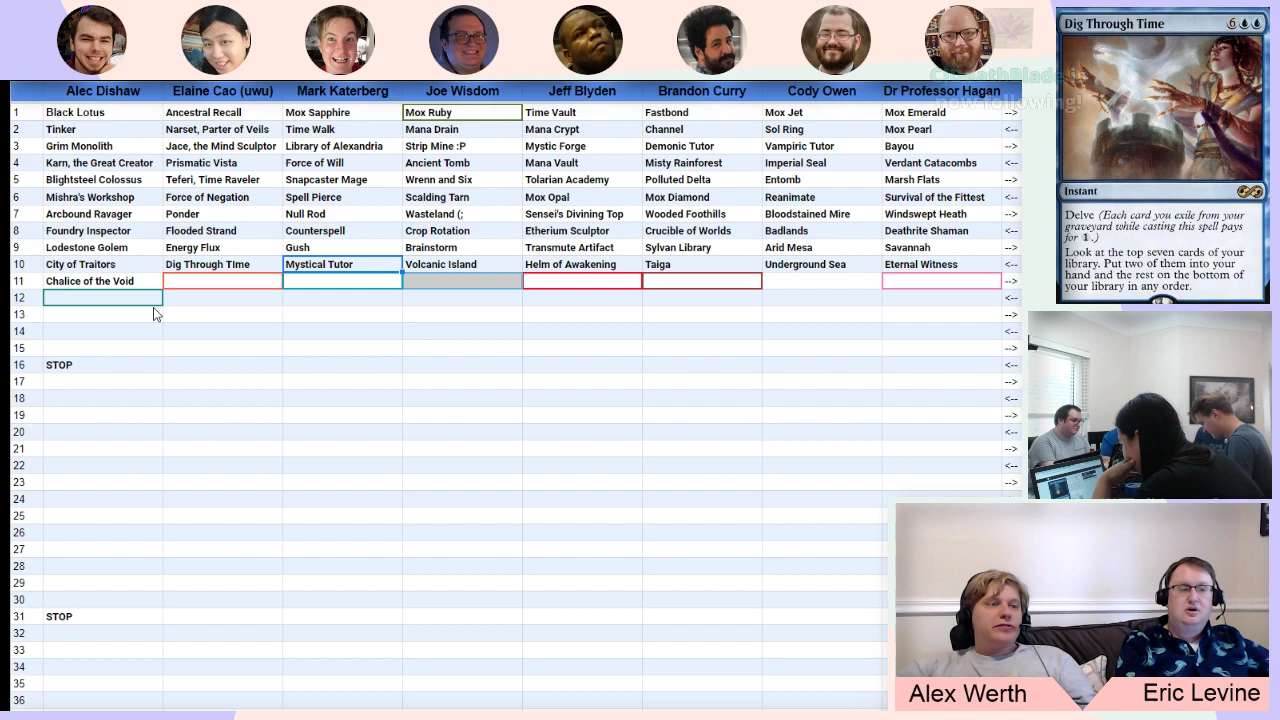 Alec Dishaw Elaine Cao (uwu) Mark Katerberg Joe Wisdom Jeff Blyden Brandon Curry Cody Owen Dr Professor Hagan
1 Black Lotus Ancestral Recall Mox Sapphire Mox Ruby Time Vault Fastbond Mox Jet Mox Emerald -->
2 Tinker Narset, Parter of Veils Time Walk Mana Drain Mana Crypt Channel Sol Ring Mox Pearl <--
3 Grim Monolith Jace, the Mind Sculptor Library of Alexandria Strip Mine :P Mystic Forge Demonic Tutor Vampiric Tutor Bayou -->
4 Karn, the Great Creator Prismatic Vista Force of Will Ancient Tomb Mana Vault Misty Rainforest Imperial Seal Verdant Catacombs <--
5 Blightsteel Colossus Teferi, Time Raveler Snapcaster Mage Wrenn and Six Tolarian Academy Polluted Delta Entomb Marsh Flats -->
6 Mishra's Workshop Force of Negation Spell Pierce Scalding Tarn Mox Opal Mox Diamond Reanimate Survival of the Fittest <--
7 Arcbound Ravager Ponder Null Rod Wasteland (; Sensei's Divining Top Wooded Foothills Bloodstained Mire Windswept Heath -->
8 Foundry Inspector Flooded Strand Counterspell Crop Rotation Etherium Sculptor Crucible of Worlds Badlands Deathrite Shaman <--
9 Lodestone Golem Energy Flux Gush Brainstorm Transmute Artifact Sylvan Library Arid Mesa Savannah -->
10 City of Traitors Dig Through TIme Mystical Tutor Volcanic Island Helm of Awakening Taiga Underground Sea Eternal Witness <--
11 Chalice of the Void -->
12 <--
13 -->
14 <--
15 -->
16 STOP <--
17 -->
18 <--
19 -->
20 <--
21 -->
22 <--
23 -->
24
25
26
27
28
29
30
31 STOP
32
33
34
35
36
now following!
Dig Through Time 6
Instant
Delve (Each card you exile from your
graveyard while casting this spell pays
for 1.)
Look at the top seven cards of your
library. Put two of them into your
hand and the rest on the bottom of
your library in any order.
Alex Werth
Eric Levine